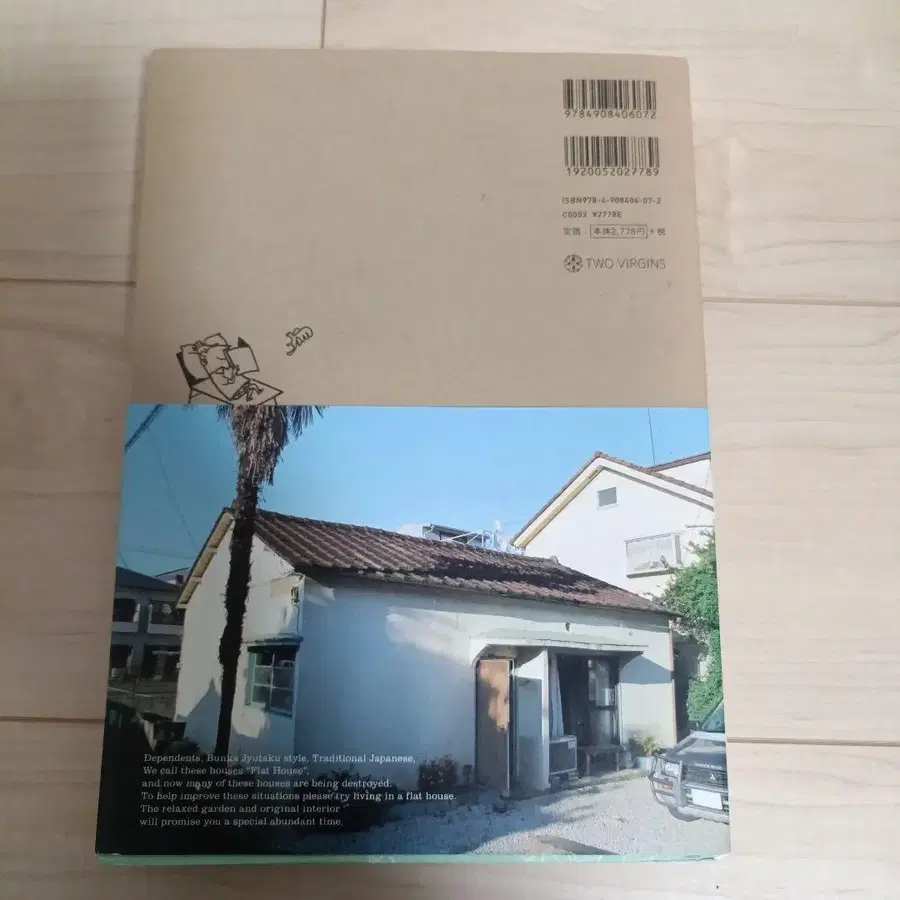 9784908406072
1920052027789
ISBN978-4-908406-07-2
C0052 ¥2778E
定価：本体2,778円＋税
TWO VIRGINS
Dependents, Bunka Jyutaku style, Traditional Japanese,
We call these houses "Flat House",
and now many of these houses are being destroyed.
To help improve these situations please try living in a flat house.
The relaxed garden and original interior
will promise you a special abundant time.